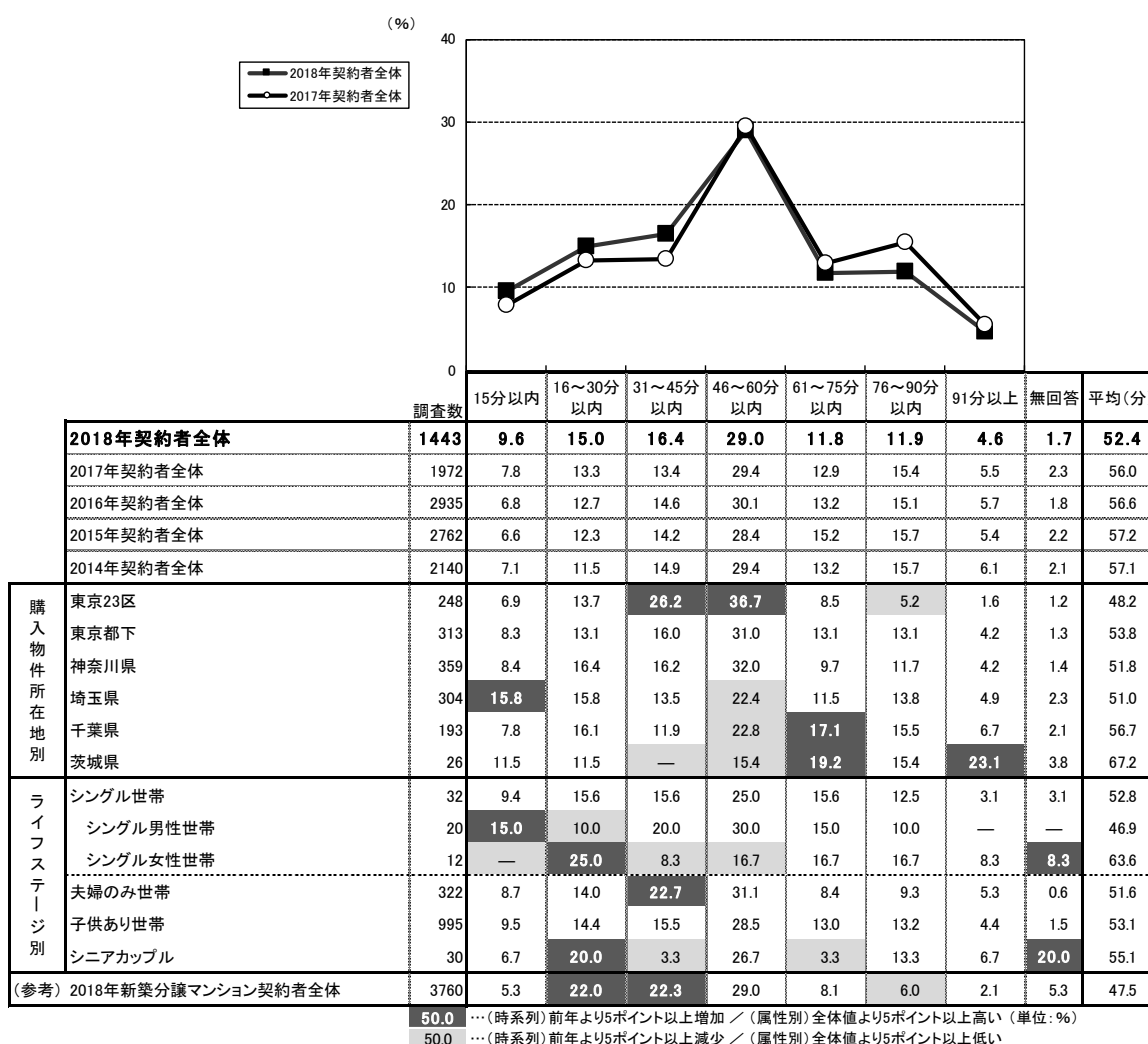 （％）
40
30
20
10
0
2018年契約者全体
2017年契約者全体
調査数 15分以内 16～30分以内 31～45分以内 46～60分以内 61～75分以内 76～90分以内 91分以上 無回答 平均（分
2018年契約者全体 1443 9.6 15.0 16.4 29.0 11.8 11.9 4.6 1.7 52.4
2017年契約者全体 1972 7.8 13.3 13.4 29.4 12.9 15.4 5.5 2.3 56.0
2016年契約者全体 2935 6.8 12.7 14.6 30.1 13.2 15.1 5.7 1.8 56.6
2015年契約者全体 2762 6.6 12.3 14.2 28.4 15.2 15.7 5.4 2.2 57.2
2014年契約者全体 2140 7.1 11.5 14.9 29.4 13.2 15.7 6.1 2.1 57.1
購入物件所在地別
東京23区 248 6.9 13.7 26.2 36.7 8.5 5.2 1.6 1.2 48.2
東京都下 313 8.3 13.1 16.0 31.0 13.1 13.1 4.2 1.3 53.8
神奈川県 359 8.4 16.4 16.2 32.0 9.7 11.7 4.2 1.4 51.8
埼玉県 304 15.8 15.8 13.5 22.4 11.5 13.8 4.9 2.3 51.0
千葉県 193 7.8 16.1 11.9 22.8 17.1 15.5 6.7 2.1 56.7
茨城県 26 11.5 11.5 ― 15.4 19.2 15.4 23.1 3.8 67.2
ライフステージ別
シングル世帯 32 9.4 15.6 15.6 25.0 15.6 12.5 3.1 3.1 52.8
シングル男性世帯 20 15.0 10.0 20.0 30.0 15.0 10.0 ― ― 46.9
シングル女性世帯 12 ― 25.0 8.3 16.7 16.7 16.7 8.3 8.3 63.6
夫婦のみ世帯 322 8.7 14.0 22.7 31.1 8.4 9.3 5.3 0.6 51.6
子供あり世帯 995 9.5 14.4 15.5 28.5 13.0 13.2 4.4 1.5 53.1
シニアカップル 30 6.7 20.0 3.3 26.7 3.3 13.3 6.7 20.0 55.1
（参考）2018年新築分譲マンション契約者全体 3760 5.3 22.0 22.3 29.0 8.1 6.0 2.1 5.3 47.5
50.0 …（時系列）前年より5ポイント以上増加 ／（属性別）全体値より5ポイント以上高い（単位：％）
50.0 …（時系列）前年より5ポイント以上減少 ／（属性別）全体値より5ポイント以上低い